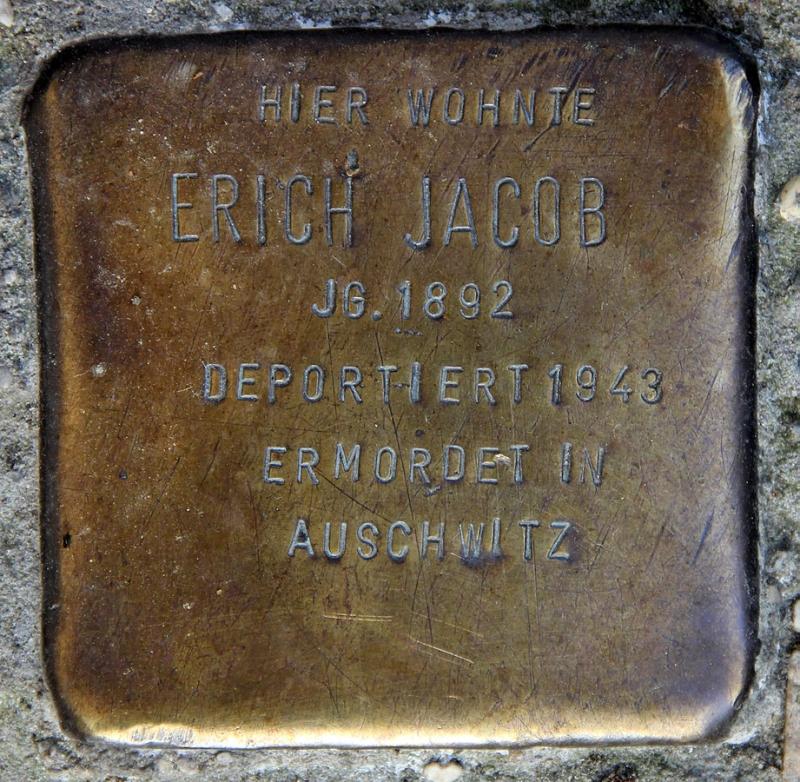 HIER WOHNTE
ERICH JACOB
JG. 1892
DEPORTIERT 1943
ERMORDET IN
AUSCHWITZ